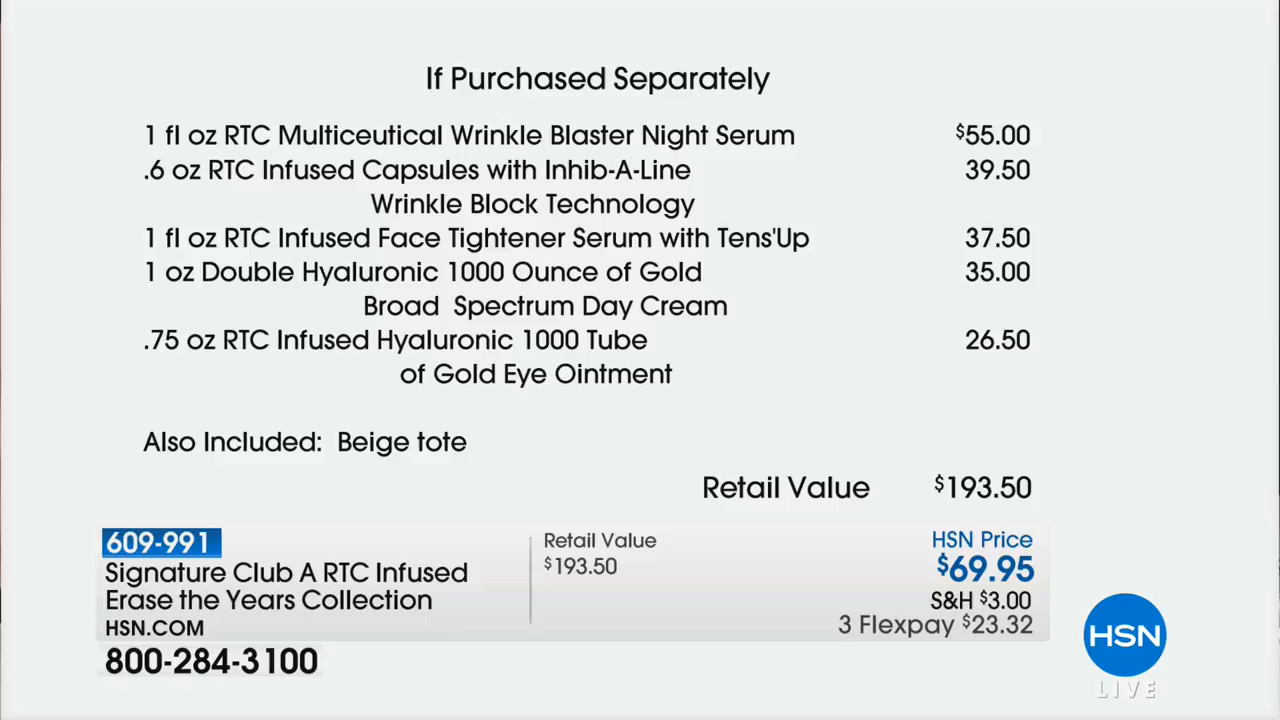 If Purchased Separately
1 fl oz RTC Multiceutical Wrinkle Blaster Night Serum $55.00
.6 oz RTC Infused Capsules with Inhib-A-Line 39.50
Wrinkle Block Technology
1 fl oz RTC Infused Face Tightener Serum with Tens'Up 37.50
1 oz Double Hyaluronic 1000 Ounce of Gold 35.00
Broad Spectrum Day Cream
.75 oz RTC Infused Hyaluronic 1000 Tube 26.50
of Gold Eye Ointment
Also Included: Beige tote
Retail Value $193.50
609-991
Signature Club A RTC Infused
Erase the Years Collection
HSN.COM
800-284-3100
Retail Value
$193.50
HSN Price
$69.95
S&H $3.00
3 Flexpay $23.32
HSN
LIVE